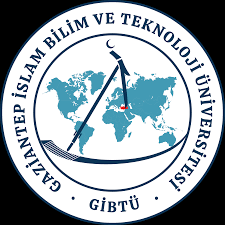 GAZİANTEP İSLAM BİLİM VE TEKNOLOJİ ÜNİVERSİTESİ
· GİBTÜ ·